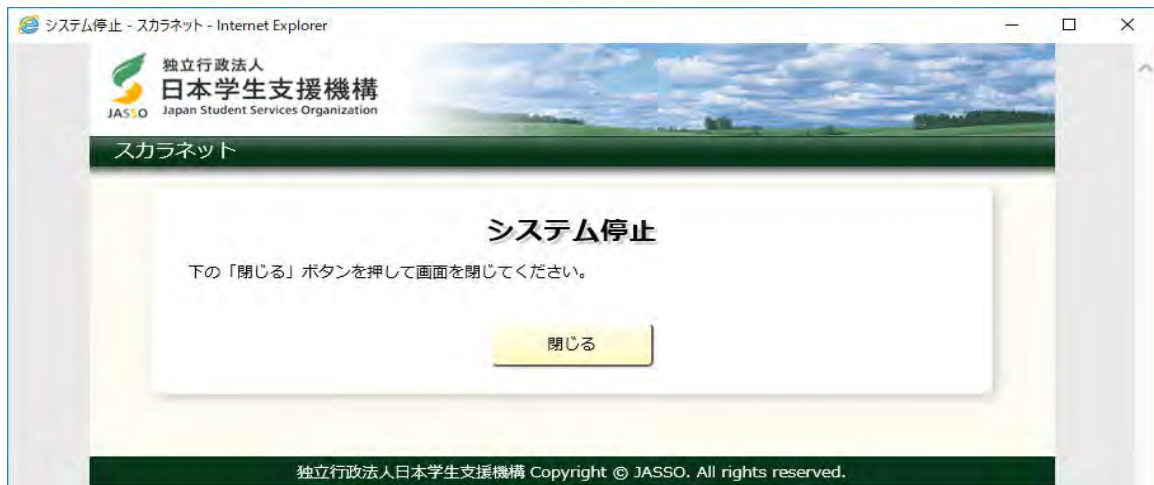 システム停止 - スカラネット - Internet Explorer
独立行政法人
日本学生支援機構
Japan Student Services Organization
JASSO
スカラネット
システム停止
下の「閉じる」ボタンを押して画面を閉じてください。
閉じる
独立行政法人日本学生支援機構 Copyright © JASSO. All rights reserved.